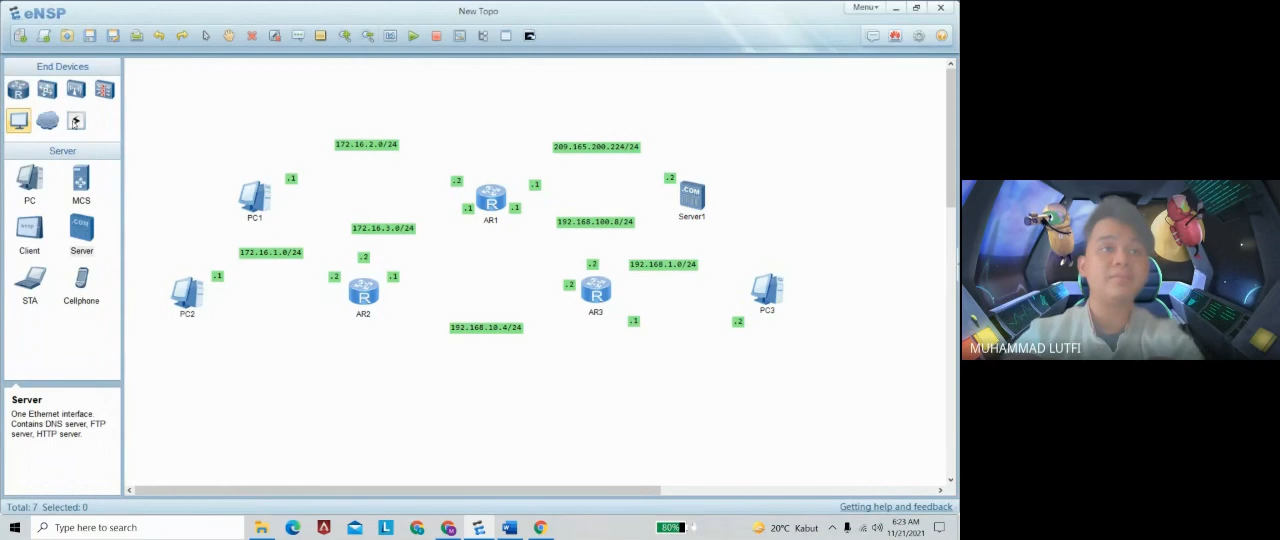 eNSP
New Topo
Menu
End Devices
Server
PC
MCS
Client
Server
STA
Cellphone
Server
One Ethernet interface.
Contains DNS server, FTP
server, HTTP server.
172.16.2.0/24
209.165.200.224/24
.1
.2
.1
.2
.COM
PC1
R
.1
.1
AR1
Server1
172.16.3.0/24
192.168.100.8/24
172.16.1.0/24
.2
.2
192.168.1.0/24
.1
.2
.1
.2
PC2
R
AR2
R
AR3
PC3
192.168.10.4/24
.1
.2
Total: 7 Selected: 0
Getting help and feedback
Type here to search
80%
20°C Kabut
6:23 AM
11/21/2021
MUHAMMAD LUTFI